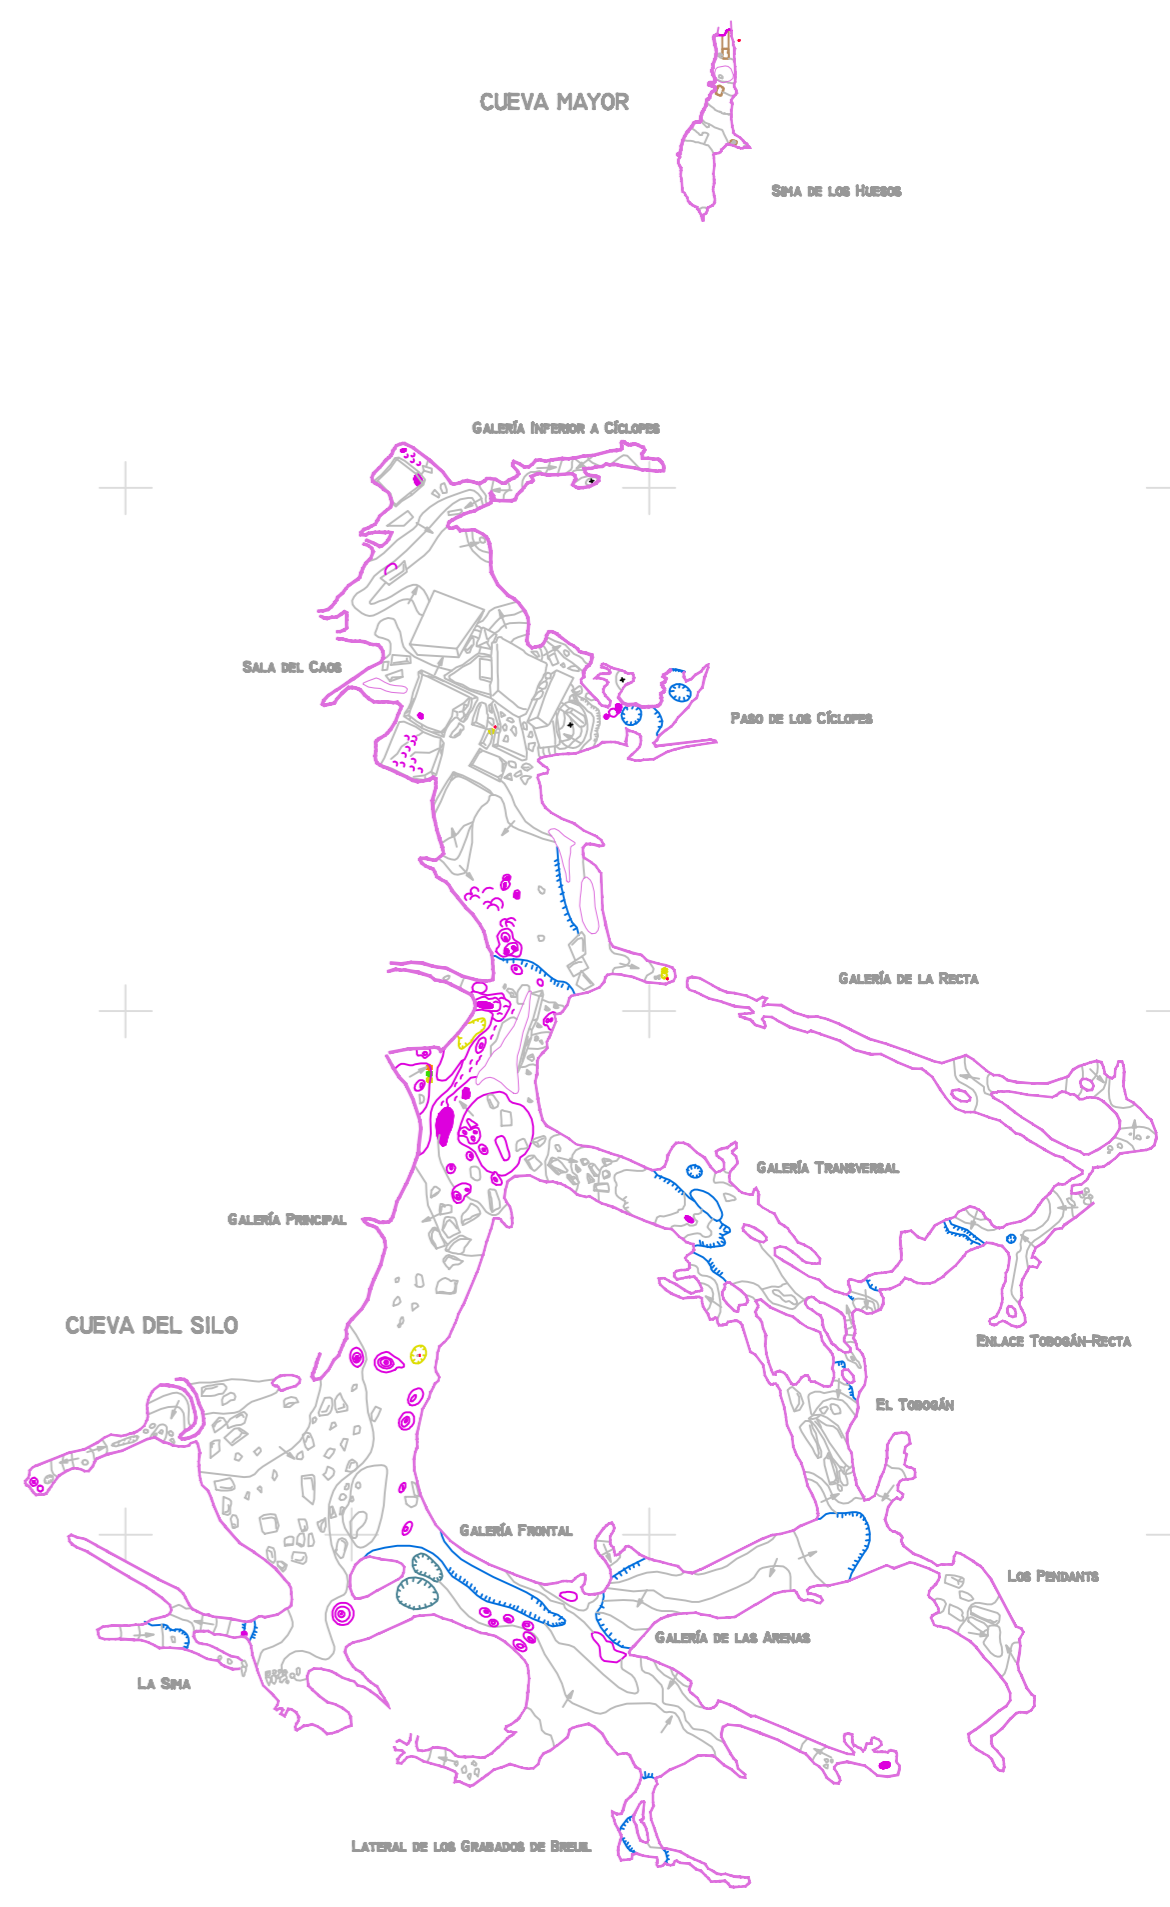 CUEVA MAYOR
SIMA DE LOS HUESOS
GALERÍA INFERIOR A CÍCLOPES
SALA DEL CAOS
PASO DE LOS CÍCLOPES
GALERÍA DE LA RECTA
GALERÍA TRANSVERSAL
GALERÍA PRINCIPAL
CUEVA DEL SILO
ENLACE TOBOGÁN-RECTA
EL TOBOGÁN
GALERÍA FRONTAL
LOS PENDANTS
GALERÍA DE LAS ARENAS
LA SIMA
LATERAL DE LOS GRABADOS DE BREUIL